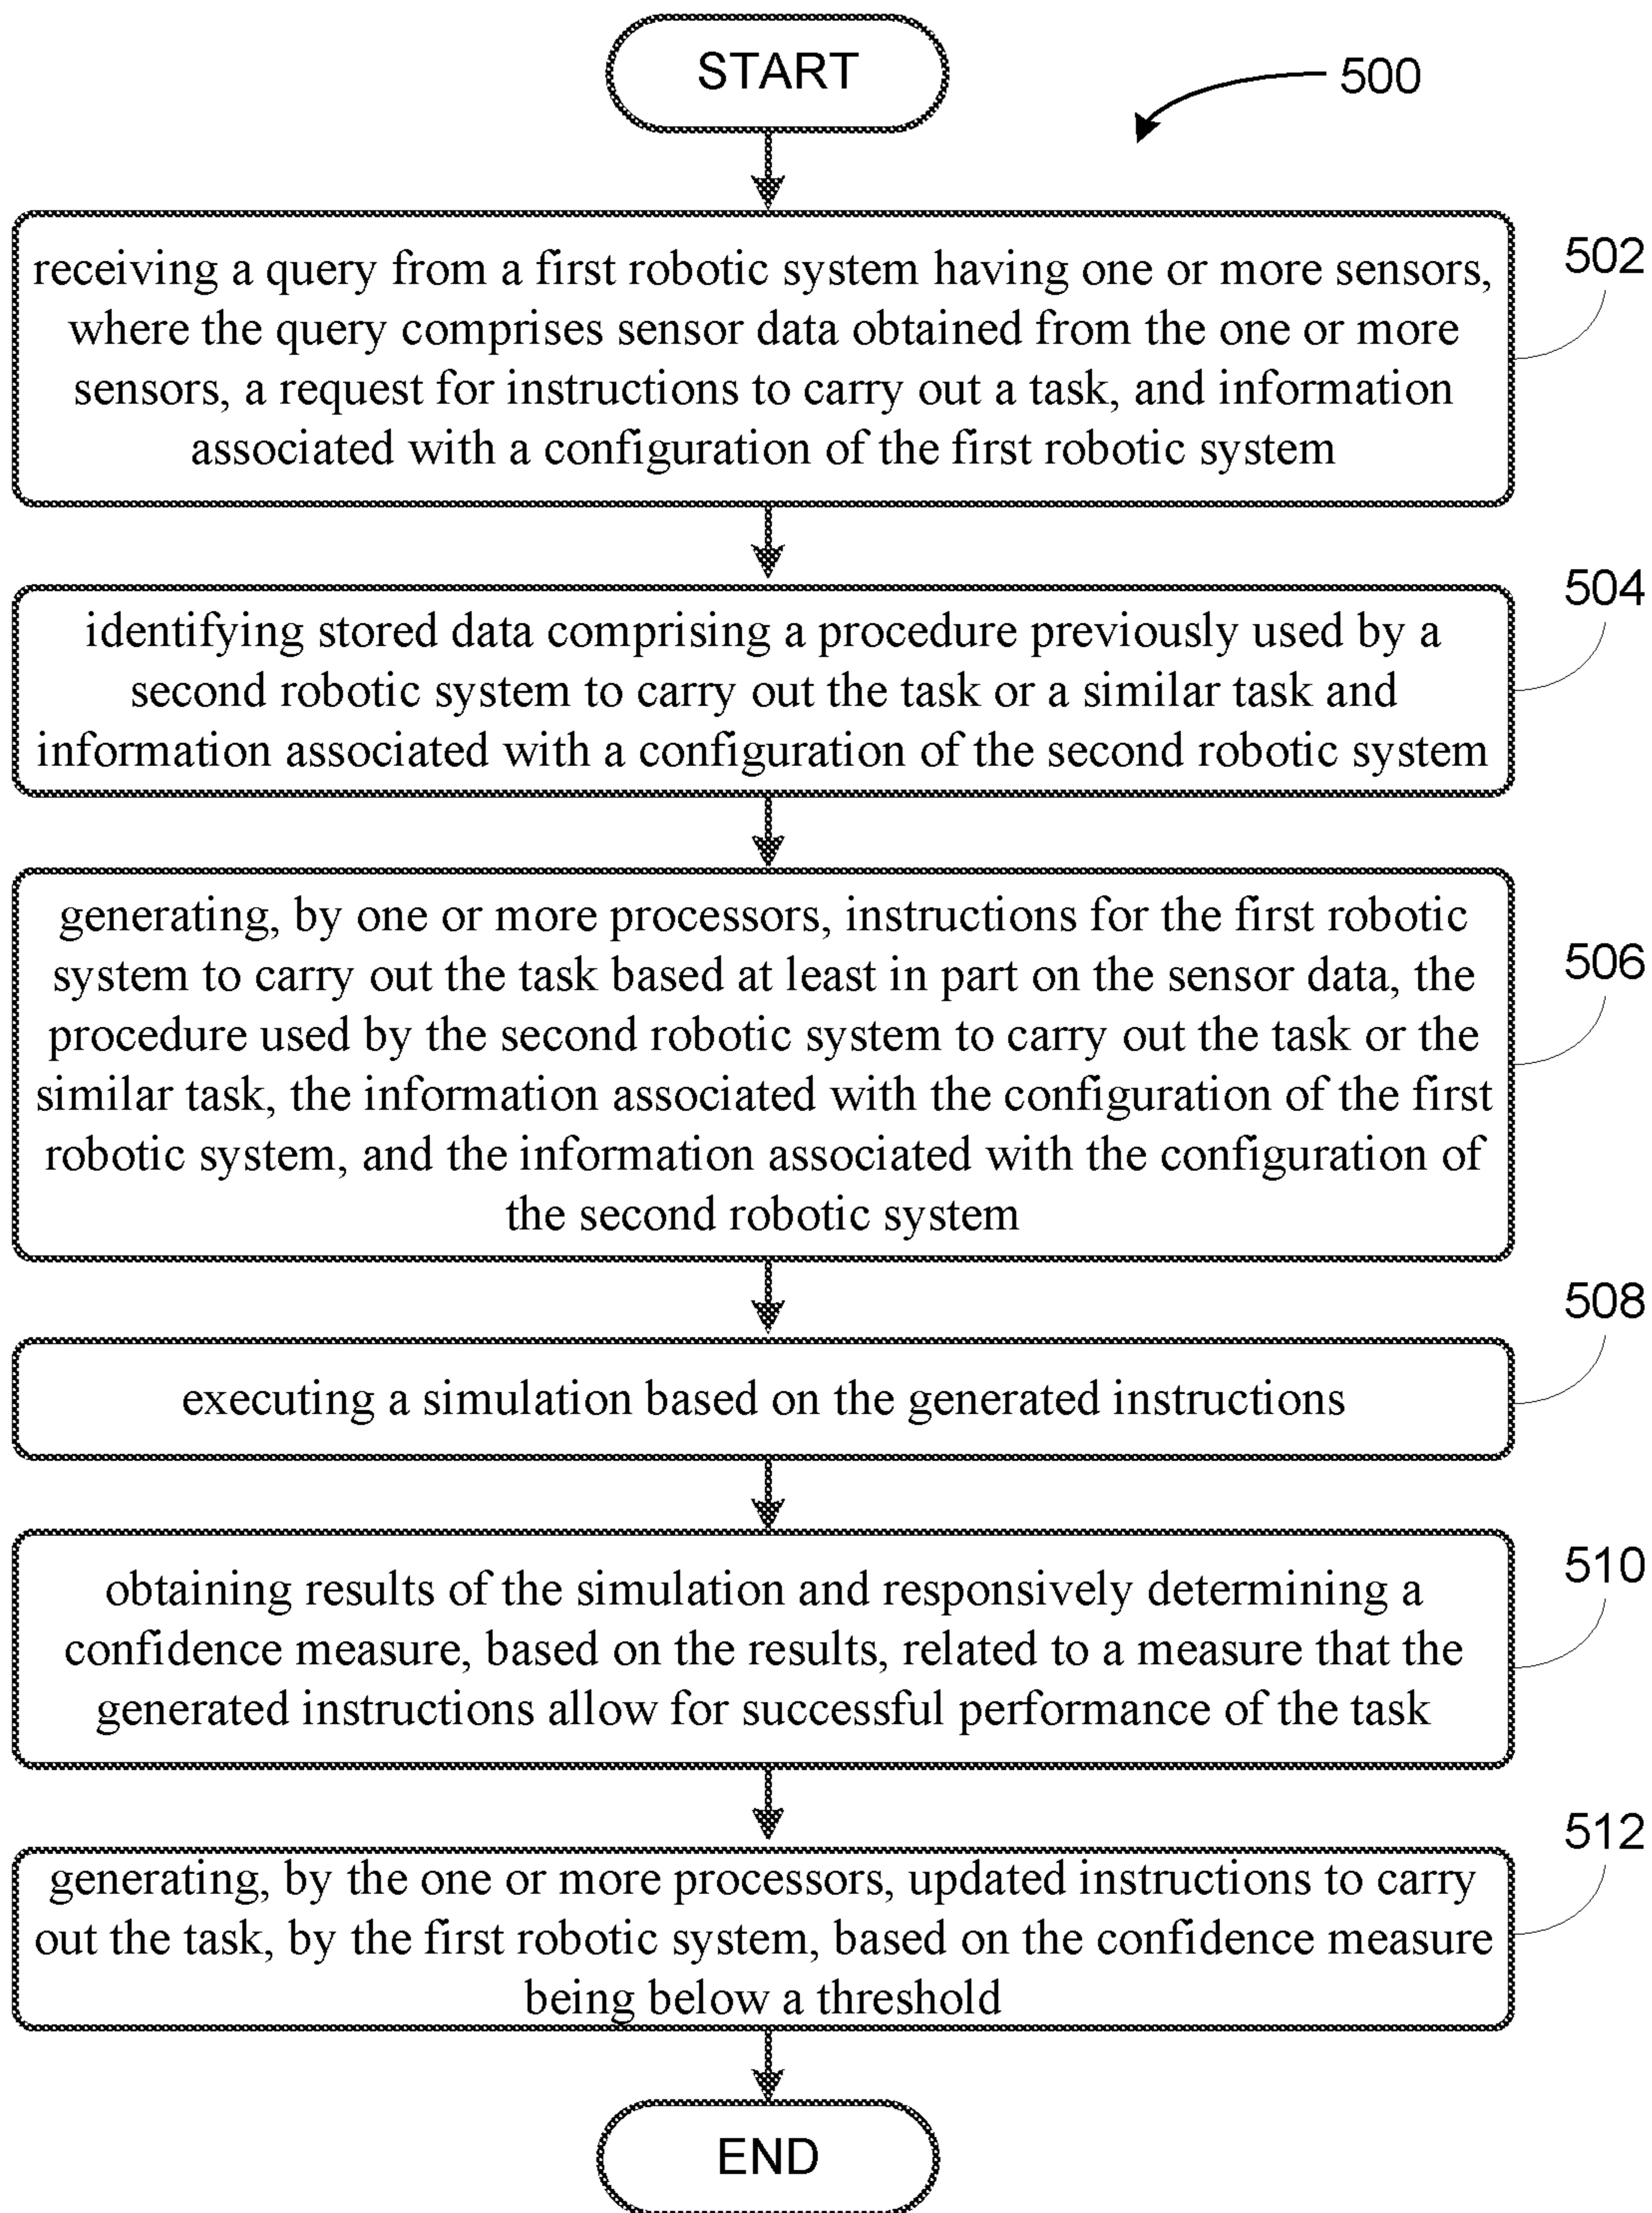 START
500
receiving a query from a first robotic system having one or more sensors,
where the query comprises sensor data obtained from the one or more
sensors, a request for instructions to carry out a task, and information
associated with a configuration of the first robotic system
502
identifying stored data comprising a procedure previously used by a
second robotic system to carry out the task or a similar task and
information associated with a configuration of the second robotic system
504
generating, by one or more processors, instructions for the first robotic
system to carry out the task based at least in part on the sensor data, the
procedure used by the second robotic system to carry out the task or the
similar task, the information associated with the configuration of the first
robotic system, and the information associated with the configuration of
the second robotic system
506
executing a simulation based on the generated instructions
508
obtaining results of the simulation and responsively determining a
confidence measure, based on the results, related to a measure that the
generated instructions allow for successful performance of the task
510
generating, by the one or more processors, updated instructions to carry
out the task, by the first robotic system, based on the confidence measure
being below a threshold
512
END